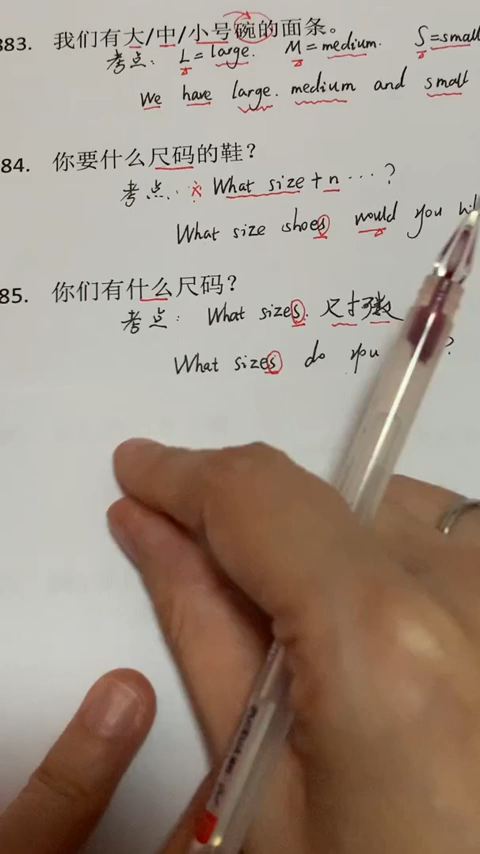 383. 我们有大/中/小号碗的面条。
考点: L=large. M=medium. S=small
We have large. medium and small
84. 你要什么尺码的鞋?
考点. ※ What size + n ...?
What size shoes would you
85. 你们有什么尺码?
考点: What sizes. 尺寸
What sizes do you ?